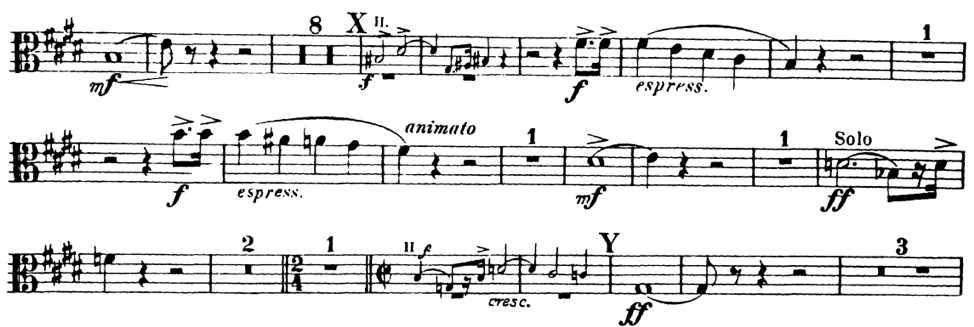 8 X II.
1
mf f f espress.
animato
1 1 Solo
f espress. mf ff
2 1 II f Y 3
2
4
cresc. ff